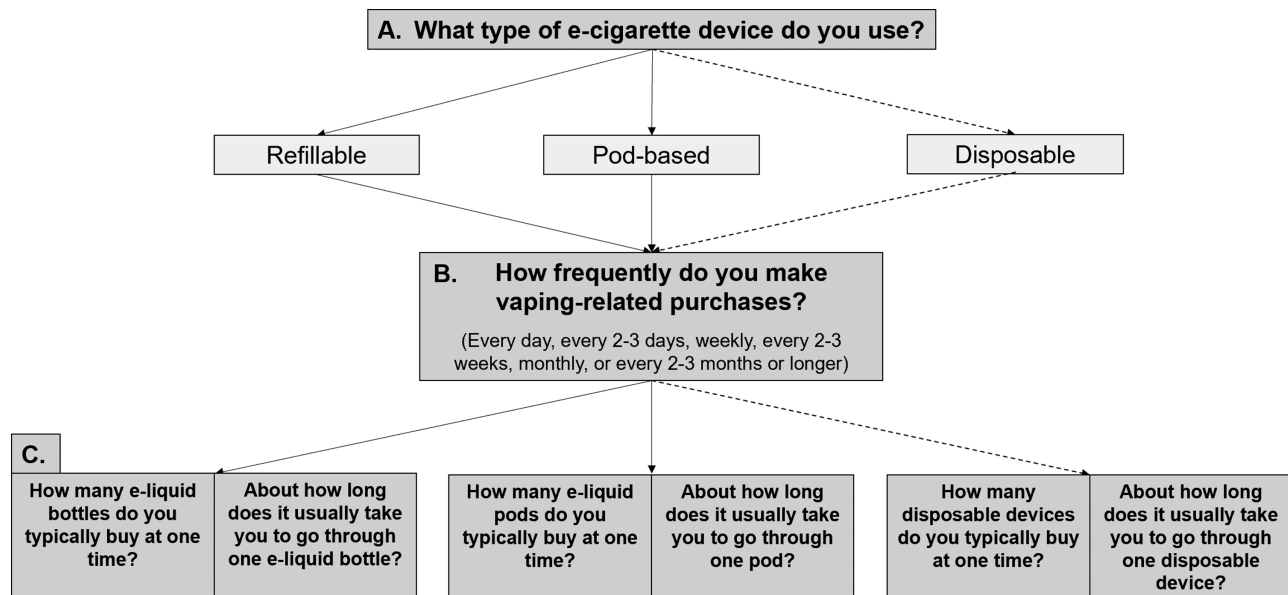 A. What type of e-cigarette device do you use?
Refillable
Pod-based
Disposable
B. How frequently do you make
vaping-related purchases?
(Every day, every 2-3 days, weekly, every 2-3
weeks, monthly, or every 2-3 months or longer)
C.
How many e-liquid
bottles do you
typically buy at one
time?
About how long
does it usually take
you to go through
one e-liquid bottle?
How many e-liquid
pods do you
typically buy at one
time?
About how long
does it usually take
you to go through
one pod?
How many
disposable devices
do you typically buy
at one time?
About how long
does it usually take
you to go through
one disposable
device?